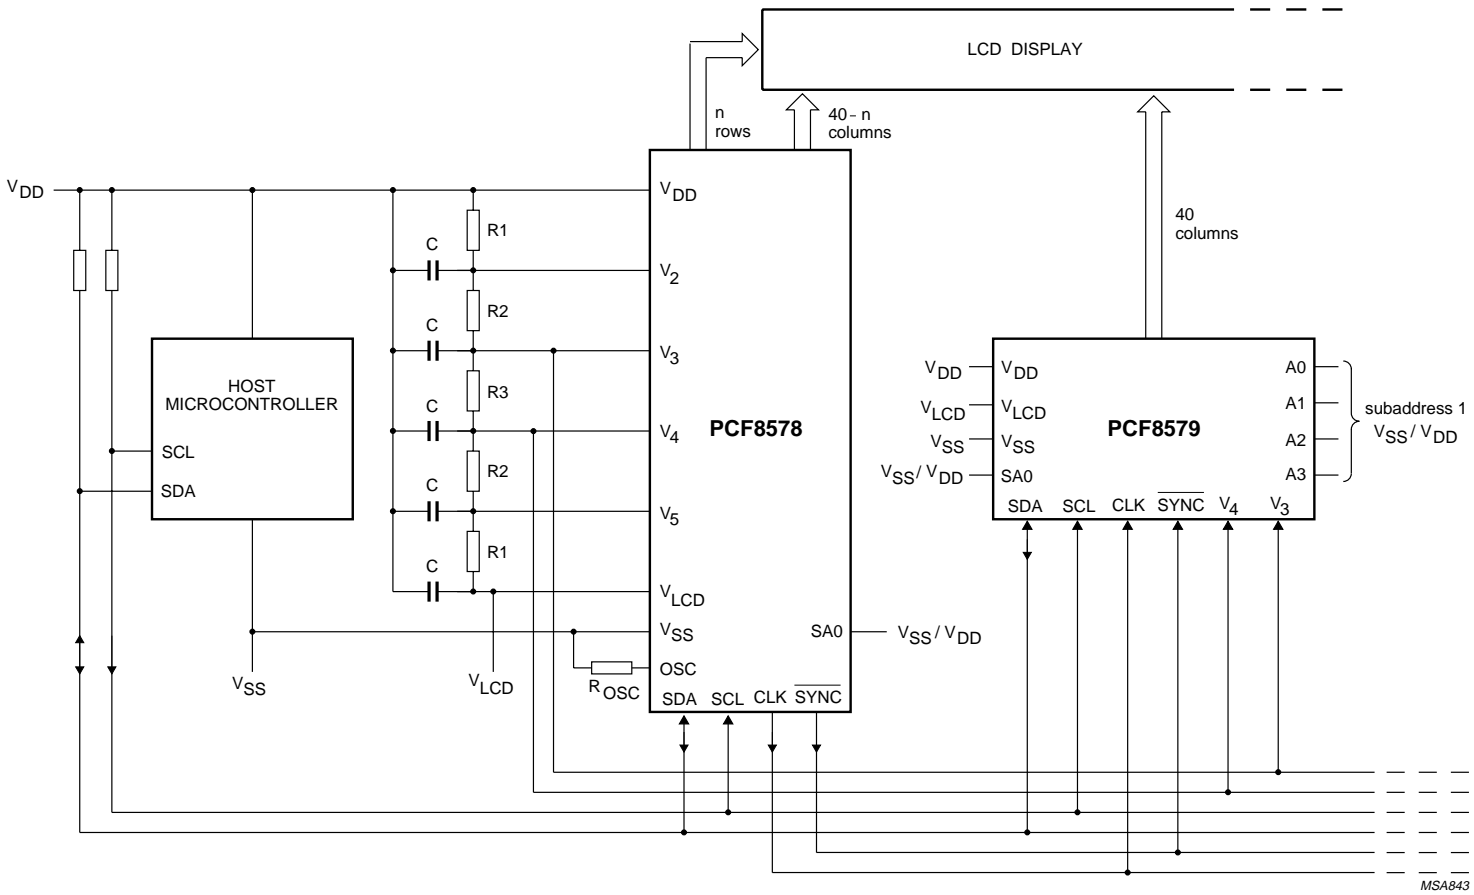 LCD DISPLAY
n
rows
40 - n
columns
40
columns
VDD
VDD
R1
C
V2
R2
C
V3
HOST
MICROCONTROLLER
R3
C
V4
PCF8578
SCL
SDA
R2
C
V5
R1
C
VLCD
VSS
SA0
VSS / VDD
OSC
ROSC
VSS
VLCD
SDA
SCL
CLK
SYNC
VDD
VDD
A0
VLCD
VLCD
A1
VSS
VSS
PCF8579
A2
VSS / VDD
SA0
A3
subaddress 1
VSS / VDD
SDA
SCL
CLK
SYNC
V4
V3
MSA843